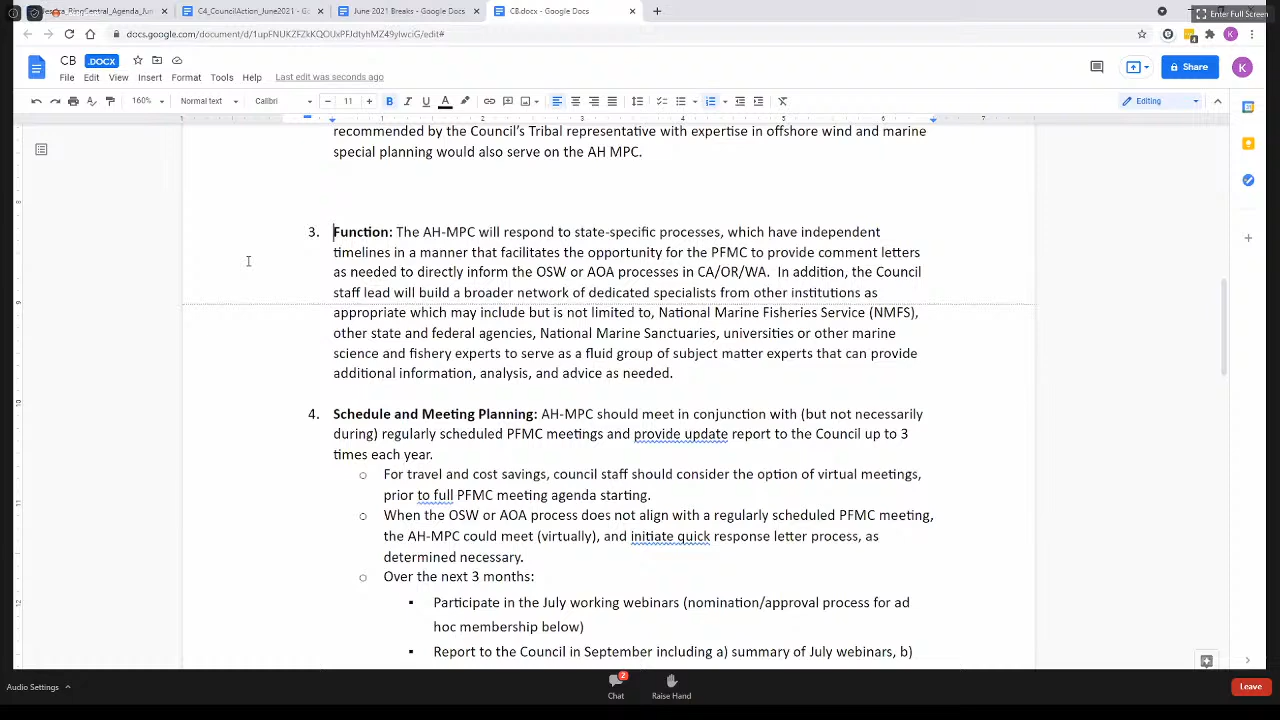 RingCentral_Agenda_Jun
C4_CouncilAction_June2021 - G
June 2021 Breaks - Google Docs
CB.docx - Google Docs
Enter Full Screen
docs.google.com/document/d/1upFNUKZFZkKQOUxPFJdtyhMZ49ylwciG/edit#
CB .DOCX
File Edit View Insert Format Tools Help Last edit was seconds ago
Share
K
160% Normal text Calibri 11 B I U A Editing
recommended by the Council's Tribal representative with expertise in offshore wind and marine
special planning would also serve on the AH MPC.
3. Function: The AH-MPC will respond to state-specific processes, which have independent
timelines in a manner that facilitates the opportunity for the PFMC to provide comment letters
as needed to directly inform the OSW or AOA processes in CA/OR/WA. In addition, the Council
staff lead will build a broader network of dedicated specialists from other institutions as
appropriate which may include but is not limited to, National Marine Fisheries Service (NMFS),
other state and federal agencies, National Marine Sanctuaries, universities or other marine
science and fishery experts to serve as a fluid group of subject matter experts that can provide
additional information, analysis, and advice as needed.
4. Schedule and Meeting Planning: AH-MPC should meet in conjunction with (but not necessarily
during) regularly scheduled PFMC meetings and provide update report to the Council up to 3
times each year.
○ For travel and cost savings, council staff should consider the option of virtual meetings,
prior to full PFMC meeting agenda starting.
○ When the OSW or AOA process does not align with a regularly scheduled PFMC meeting,
the AH-MPC could meet (virtually), and initiate quick response letter process, as
determined necessary.
○ Over the next 3 months:
▪ Participate in the July working webinars (nomination/approval process for ad
hoc membership below)
▪ Report to the Council in September including a) summary of July webinars, b)
Audio Settings
2
Chat
Raise Hand
Leave